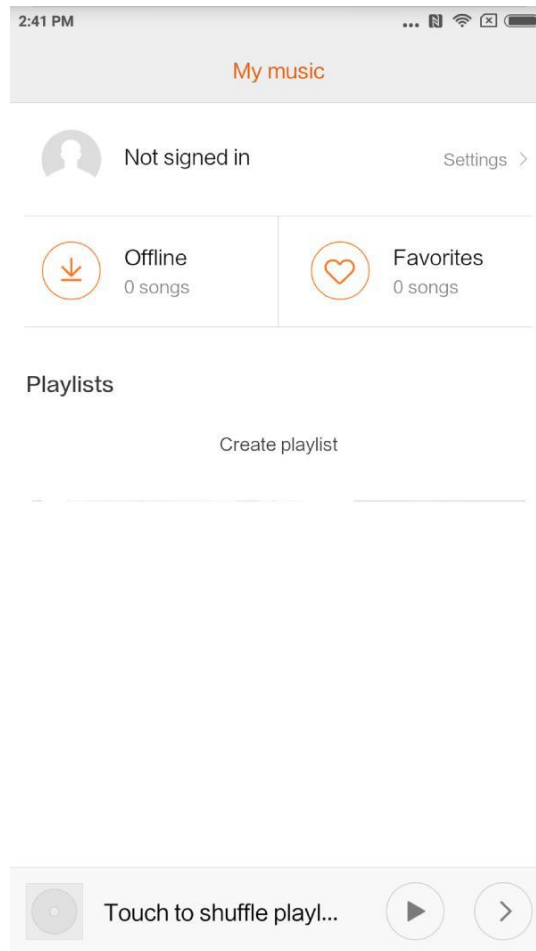 2:41 PM
My music
Not signed in
Settings
Offline
0 songs
Favorites
0 songs
Playlists
Create playlist
Touch to shuffle playl...